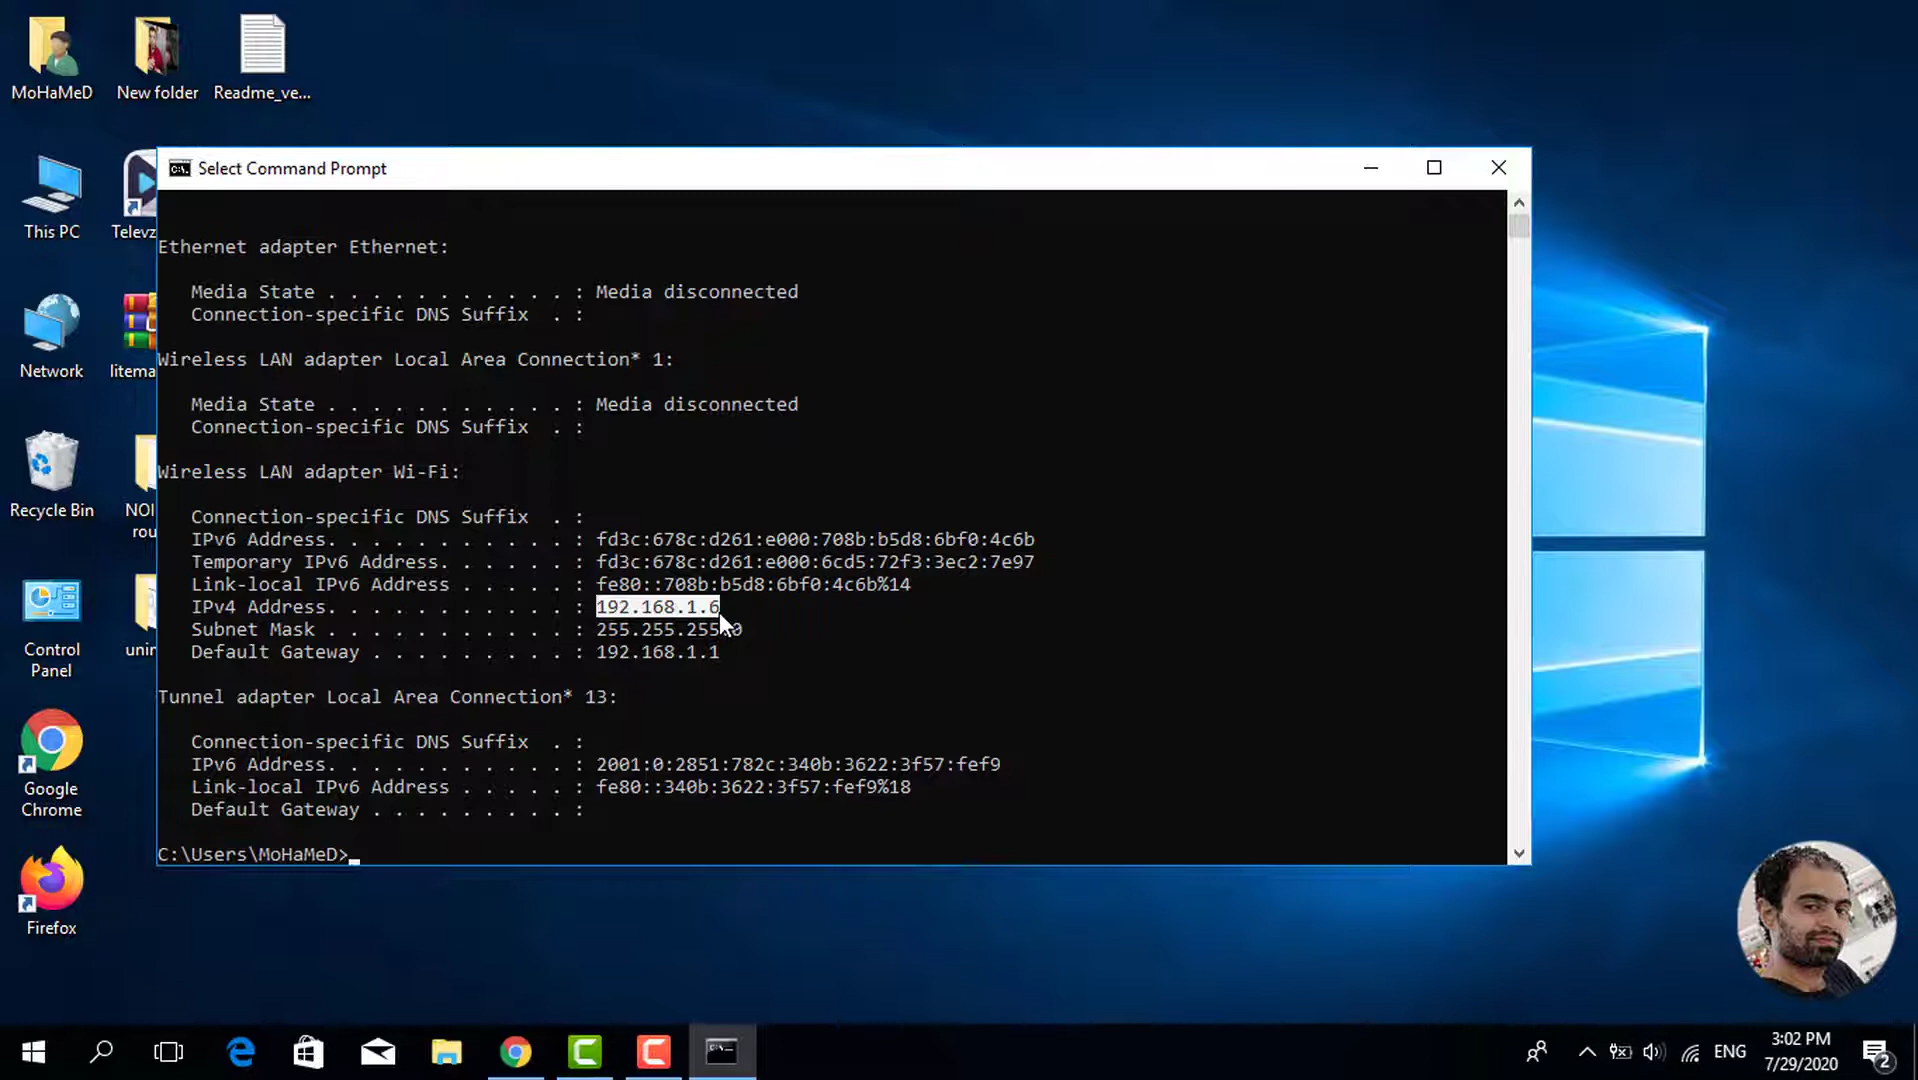 MoHaMeD
New folder
Readme_ve...
Select Command Prompt
This PC
Televz
Network
litema
Recycle Bin
NOI
rou
Control
Panel
unin
Google
Chrome
Firefox
Ethernet adapter Ethernet:
Media State . . . . . . . . . . . : Media disconnected
Connection-specific DNS Suffix  . :
Wireless LAN adapter Local Area Connection* 1:
Media State . . . . . . . . . . . : Media disconnected
Connection-specific DNS Suffix  . :
Wireless LAN adapter Wi-Fi:
Connection-specific DNS Suffix  . :
IPv6 Address. . . . . . . . . . . : fd3c:678c:d261:e000:708b:b5d8:6bf0:4c6b
Temporary IPv6 Address. . . . . . : fd3c:678c:d261:e000:6cd5:72f3:3ec2:7e97
Link-local IPv6 Address . . . . . : fe80::708b:b5d8:6bf0:4c6b%14
IPv4 Address. . . . . . . . . . . : 192.168.1.6
Subnet Mask . . . . . . . . . . . : 255.255.255.0
Default Gateway . . . . . . . . . : 192.168.1.1
Tunnel adapter Local Area Connection* 13:
Connection-specific DNS Suffix  . :
IPv6 Address. . . . . . . . . . . : 2001:0:2851:782c:340b:3622:3f57:fef9
Link-local IPv6 Address . . . . . : fe80::340b:3622:3f57:fef9%18
Default Gateway . . . . . . . . . :
C:\Users\MoHaMeD>
ENG
3:02 PM
7/29/2020
2